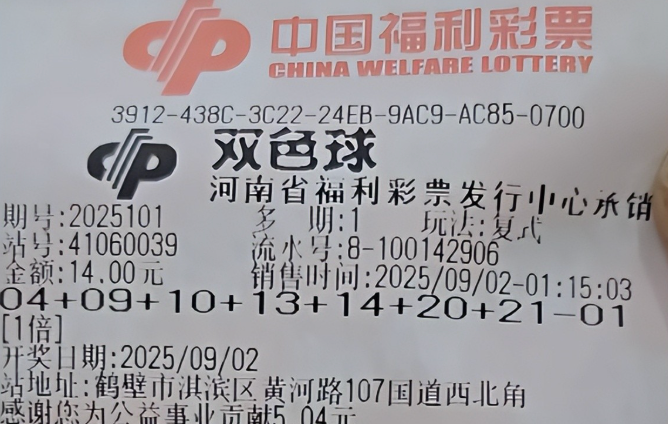 中国福利彩票
CHINA WELFARE LOTTERY
3912-438C-3C22-24EB-9AC9-AC85-0700
双色球
河南省福利彩票发行中心承销
期号:2025101 多 期:1 玩法:复式
站号:41060039 流水号:8-100142906
金额:14.00元 销售时间:2025/09/02-01:15:03
04+09+10+13+14+20+21-01
[1倍]
开奖日期:2025/09/02
站地址:鹤壁市淇滨区黄河路107国道西北角
感谢您为公益事业贡献5.04元